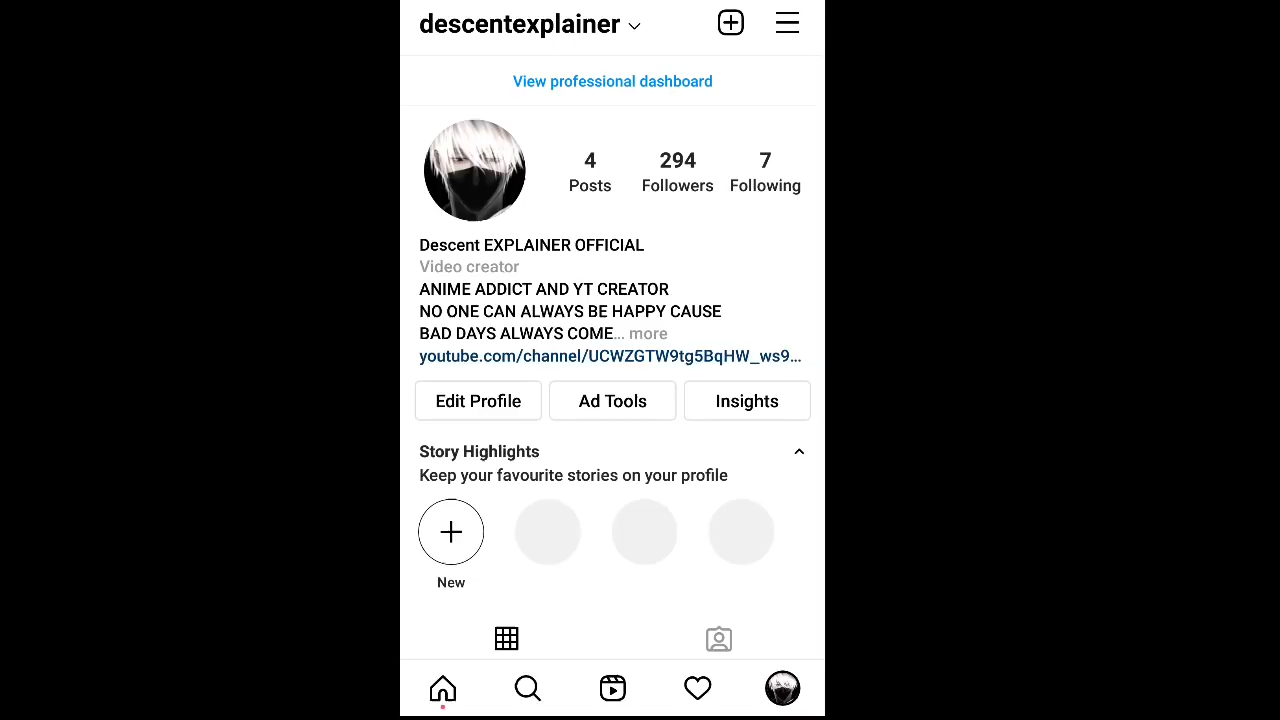 descentexplainer
View professional dashboard
4 294 7
Posts Followers Following
Descent EXPLAINER OFFICIAL
Video creator
ANIME ADDICT AND YT CREATOR
NO ONE CAN ALWAYS BE HAPPY CAUSE
BAD DAYS ALWAYS COME... more
youtube.com/channel/UCWZGTW9tg5BqHW_ws9...
Edit Profile Ad Tools Insights
Story Highlights
Keep your favourite stories on your profile
New